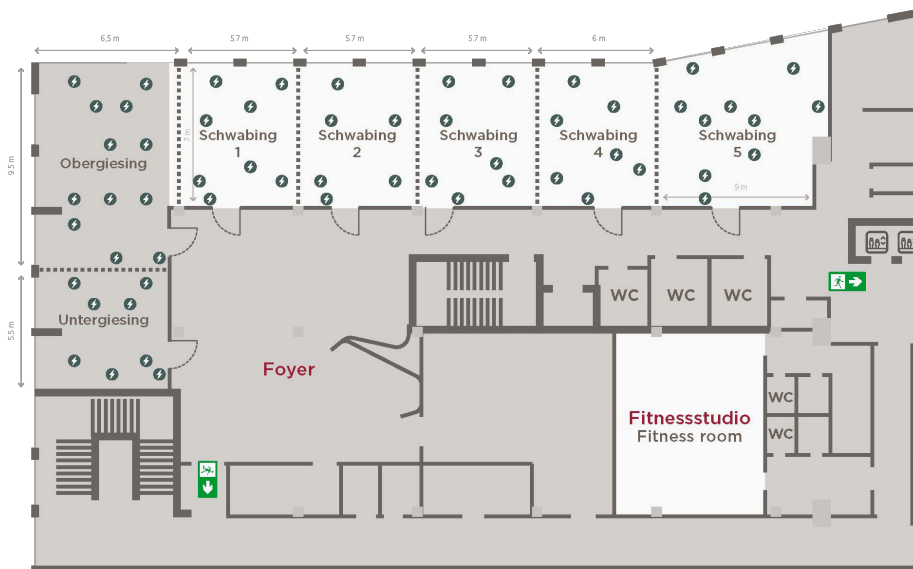 6,5 m
5.7 m
5.7 m
5.7 m
6 m
9.5 m
7 m
Obergiesing
Schwabing
1
Schwabing
2
Schwabing
3
Schwabing
4
Schwabing
5
9 m
5.5 m
Untergiesing
WC
WC
WC
Foyer
WC
WC
Fitnessstudio
Fitness room